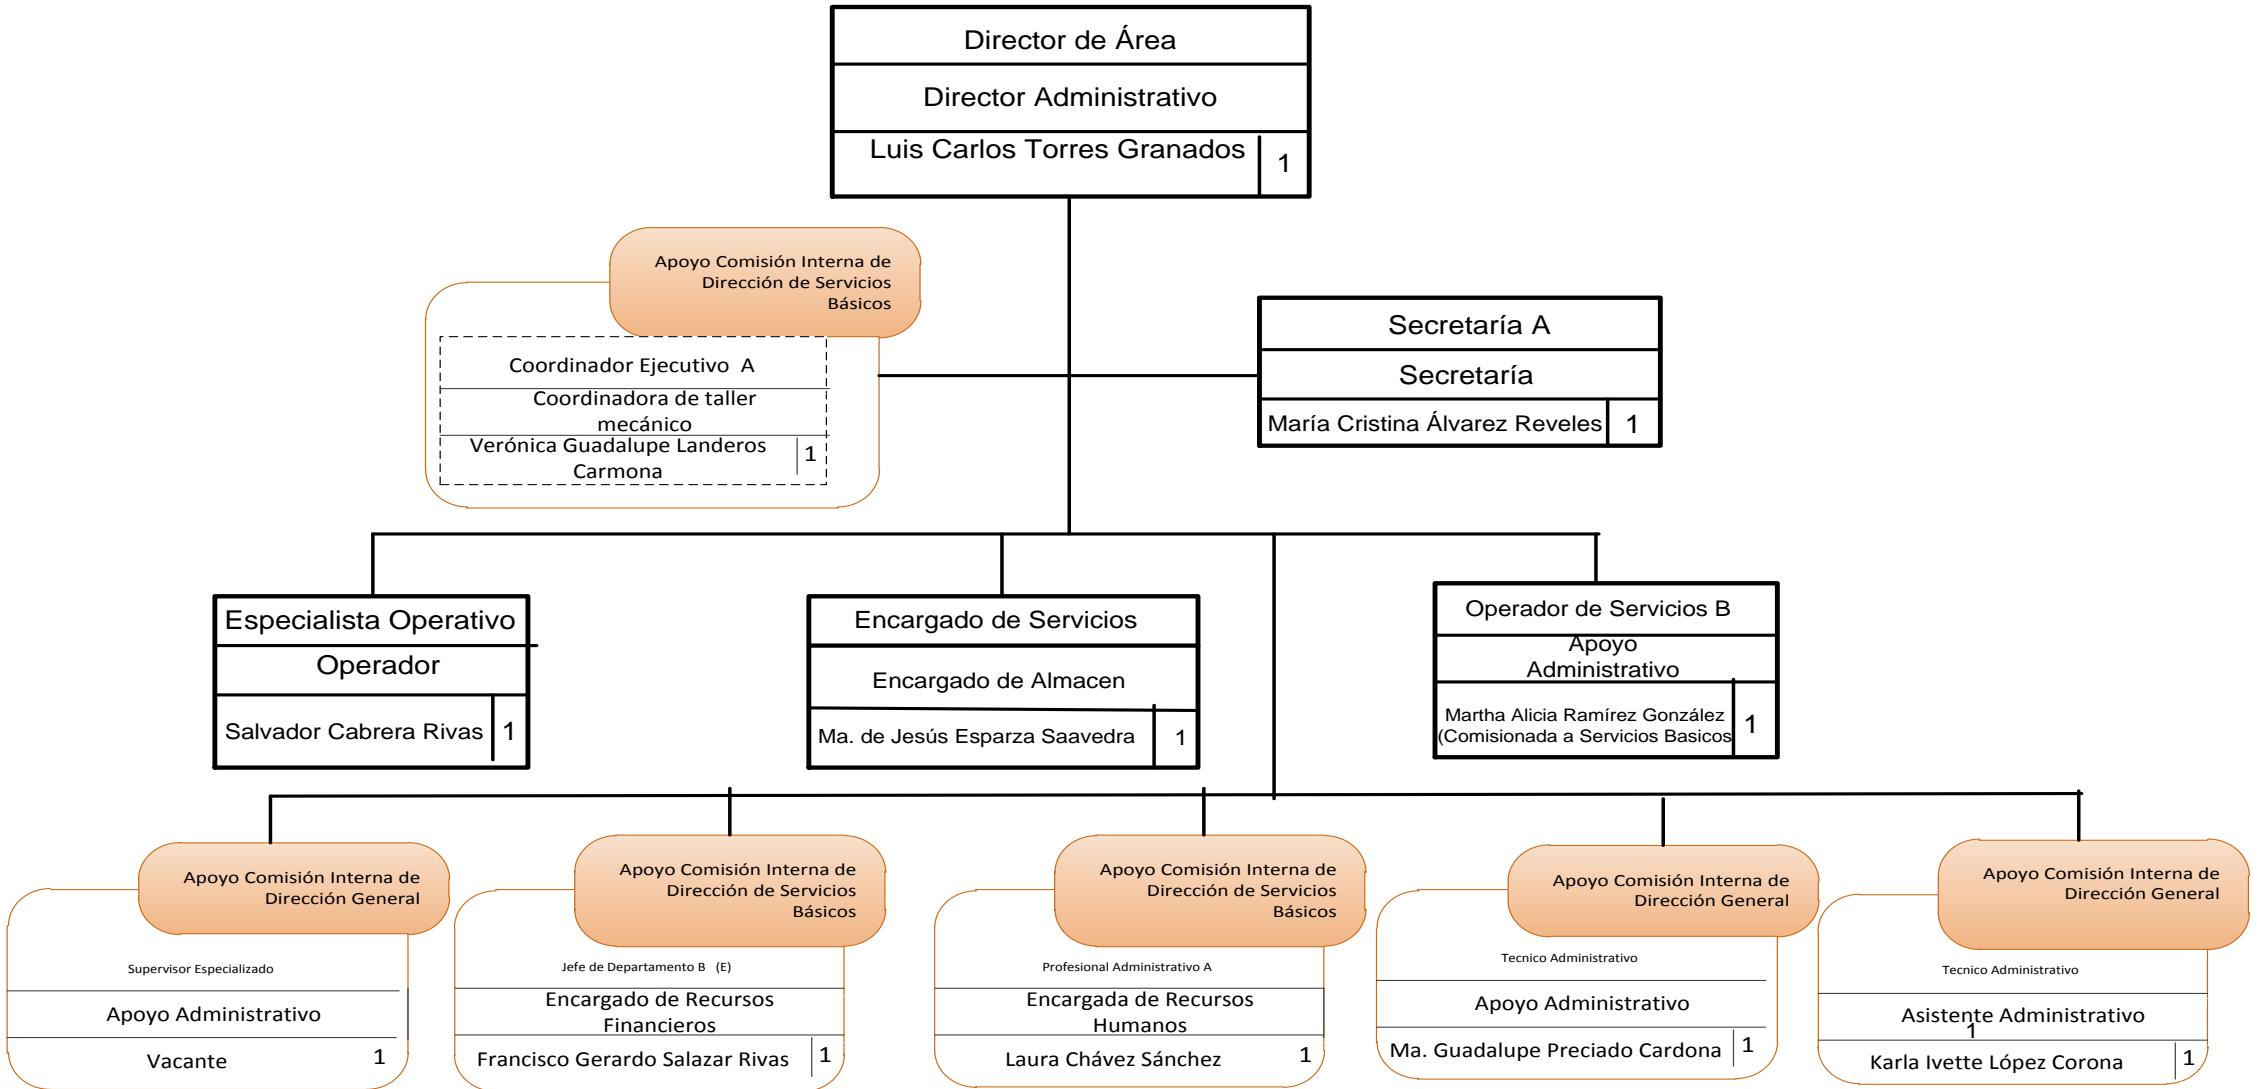 Director de Área
Director Administrativo
Luis Carlos Torres Granados 1
Apoyo Comisión Interna de
Dirección de Servicios
Básicos
Coordinador Ejecutivo A
Coordinadora de taller
mecánico
Verónica Guadalupe Landeros
Carmona
1
Secretaría A
Secretaría
María Cristina Álvarez Reveles 1
Especialista Operativo
Operador
Salvador Cabrera Rivas 1
Encargado de Servicios
Encargado de Almacen
Ma. de Jesús Esparza Saavedra 1
Operador de Servicios B
Apoyo
Administrativo
Martha Alicia Ramírez González
(Comisionada a Servicios Basicos
1
Apoyo Comisión Interna de
Dirección General
Supervisor Especializado
Apoyo Administrativo
Vacante 1
Apoyo Comisión Interna de
Dirección de Servicios
Básicos
Jefe de Departamento B (E)
Encargado de Recursos
Financieros
Francisco Gerardo Salazar Rivas 1
Apoyo Comisión Interna de
Dirección de Servicios
Básicos
Profesional Administrativo A
Encargada de Recursos
Humanos
Laura Chávez Sánchez 1
Apoyo Comisión Interna de
Dirección General
Tecnico Administrativo
Apoyo Administrativo
Ma. Guadalupe Preciado Cardona 1
Apoyo Comisión Interna de
Dirección General
Tecnico Administrativo
Asistente Administrativo
1
Karla Ivette López Corona 1